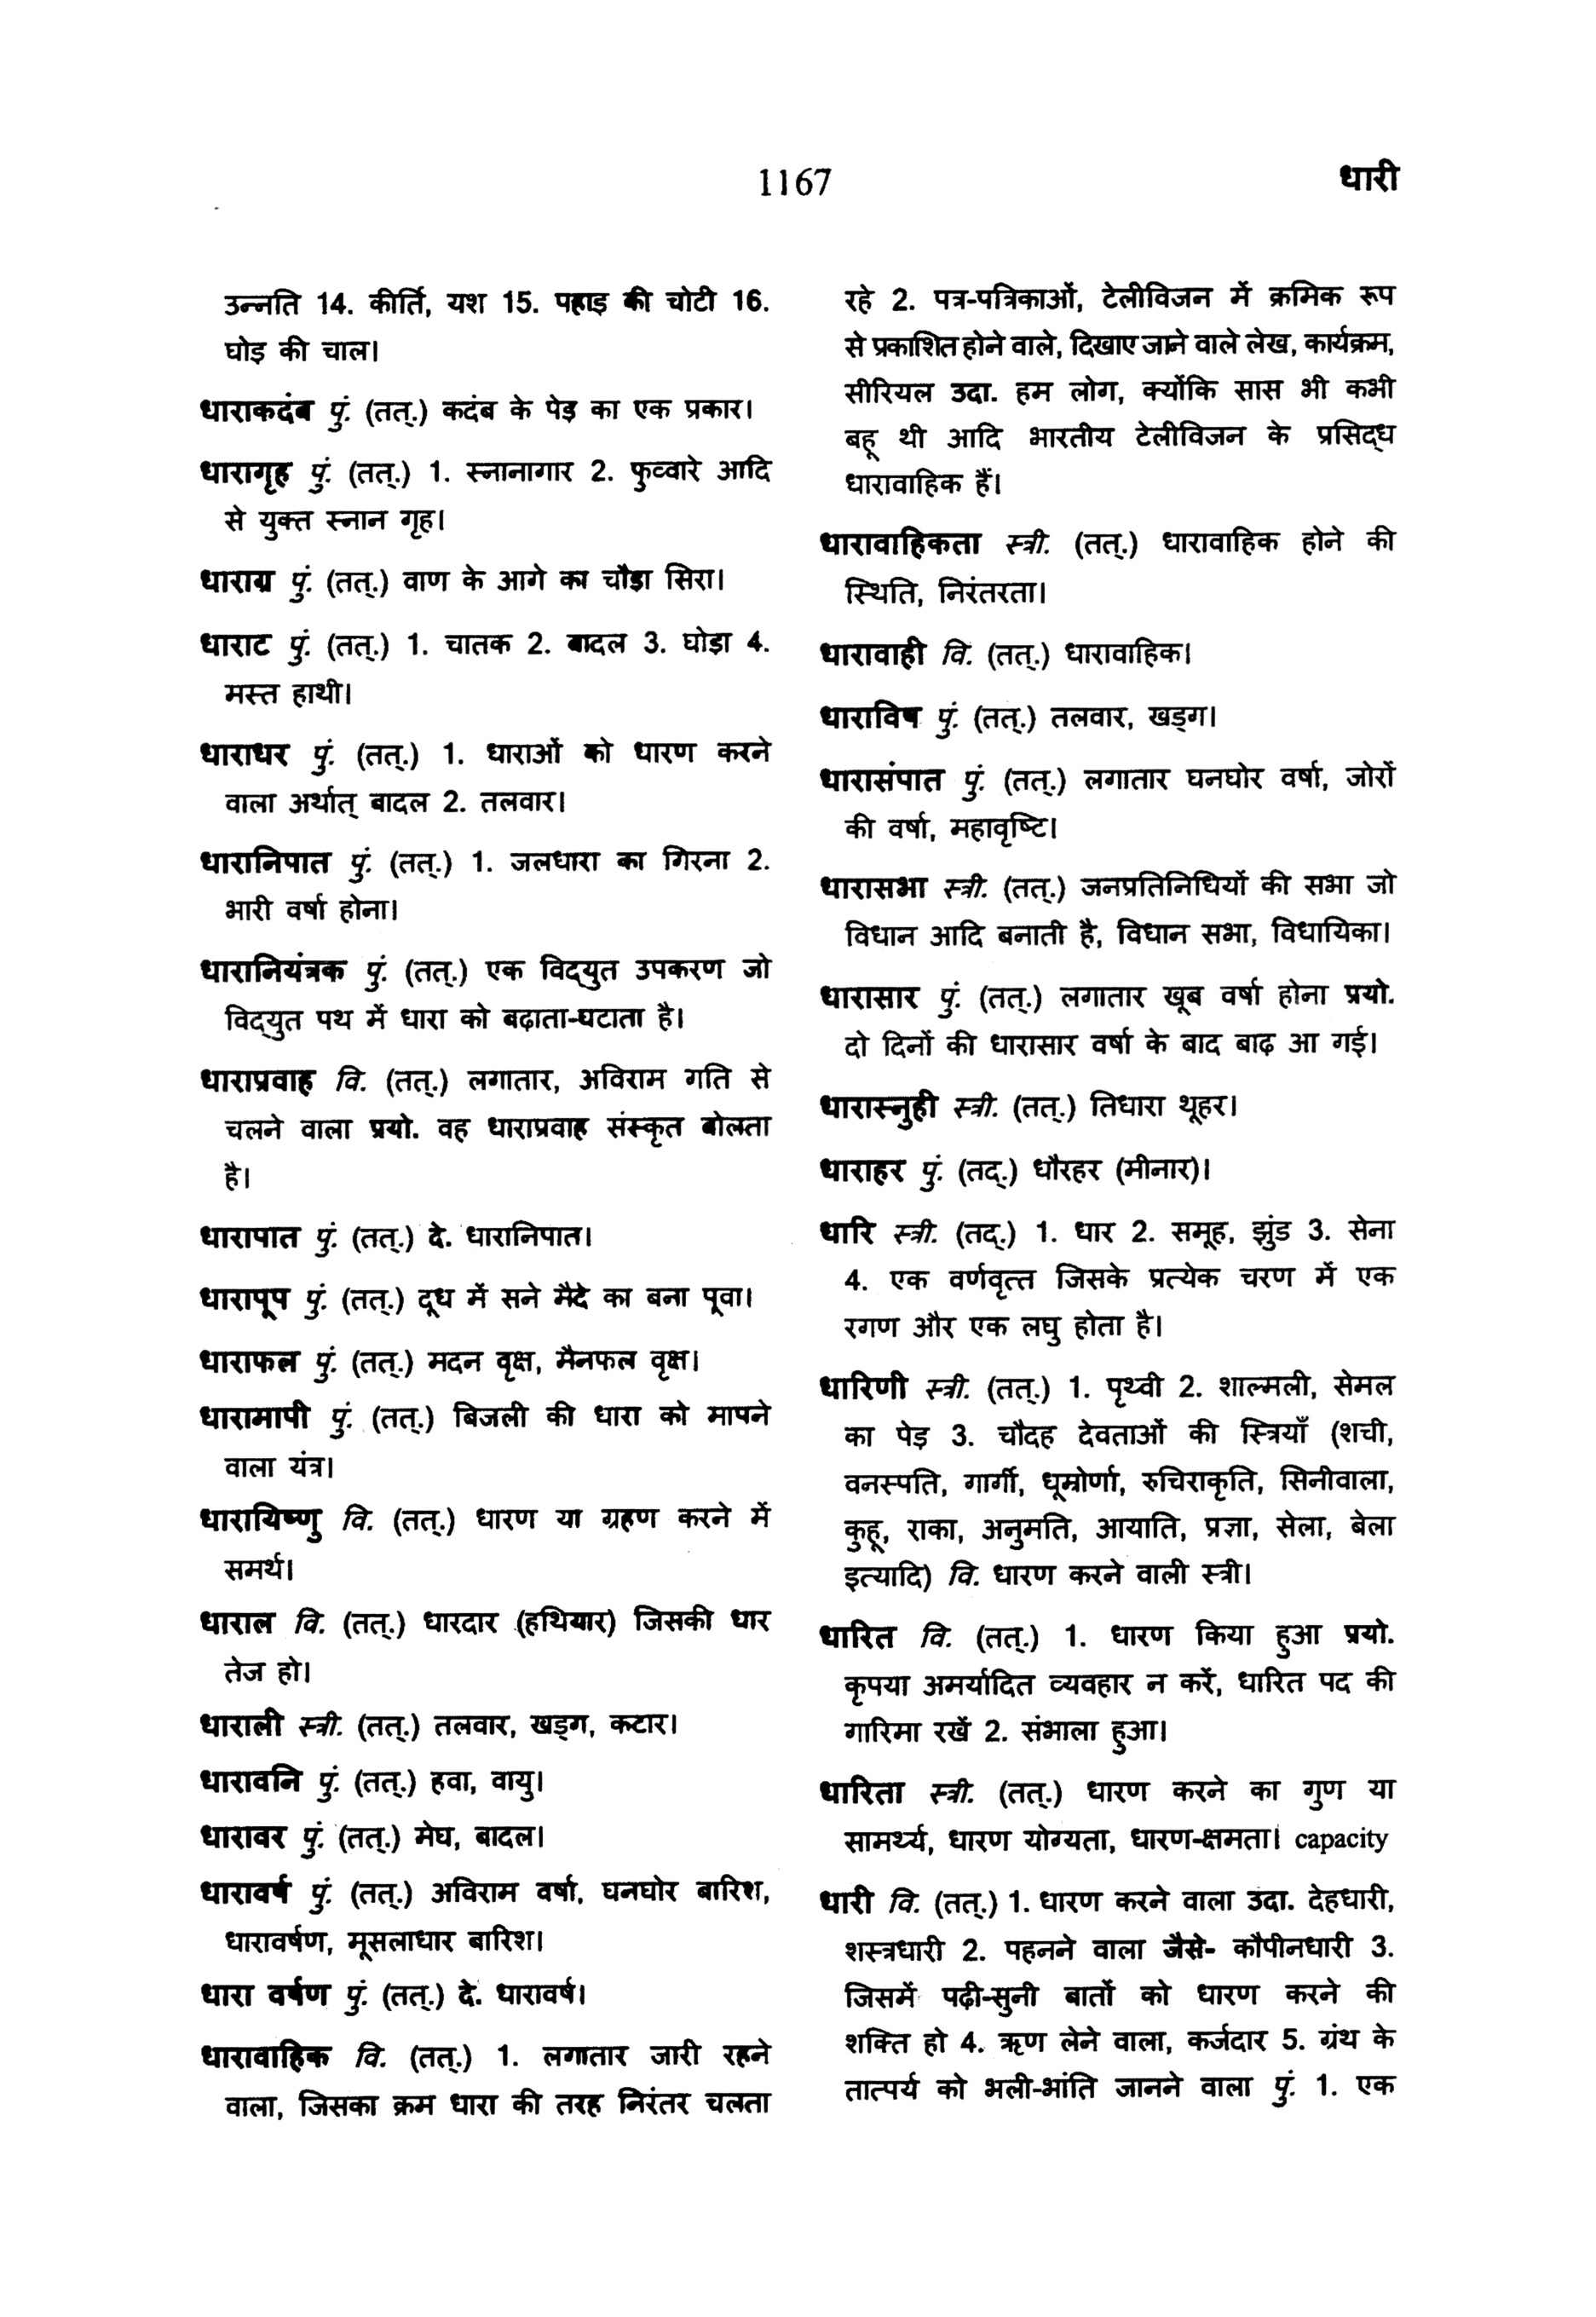 1167
धारी
उन्नति 14. कीर्ति, यश 15. पहाड़ की चोटी 16.
घोड़ की चाल।
धाराकदंब पुं. (तत्.) कदंब के पेड़ का एक प्रकार।
धारागृह पुं. (तत्.) 1. स्नानागार 2. फुव्वारे आदि
से युक्त स्नान गृह।
धाराग्र पुं. (तत्.) वाण के आगे का चौड़ा सिरा।
धाराट पुं. (तत्.) 1. चातक 2. बादल 3. घोड़ा 4.
मस्त हाथी।
धाराधर पुं. (तत्.) 1. धाराओं को धारण करने
वाला अर्थात् बादल 2. तलवार।
धारानिपात पुं. (तत्.) 1. जलधारा का गिरना 2.
भारी वर्षा होना।
धारानियंत्रक पुं. (तत्.) एक विद्युत उपकरण जो
विद्युत पथ में धारा को बढ़ाता-घटाता है।
धाराप्रवाह वि. (तत्.) लगातार, अविराम गति से
चलने वाला प्रयो. वह धाराप्रवाह संस्कृत बोलता
है।
धारापात पुं. (तत्.) दे. धारानिपात।
धारापूप पुं. (तत्.) दूध में सने मैदे का बना पूवा।
धाराफल पुं. (तत्.) मदन वृक्ष, मैनफल वृक्ष।
धारामापी पुं. (तत्.) बिजली की धारा को मापने
वाला यंत्र।
धारायिष्णु वि. (तत्.) धारण या ग्रहण करने में
समर्थ।
धाराल वि. (तत्.) धारदार (हथियार) जिसकी धार
तेज हो।
धाराली स्त्री. (तत्.) तलवार, खड्ग, कटार।
धारावनि पुं. (तत्.) हवा, वायु।
धारावर पुं. (तत्.) मेघ, बादल।
धारावर्ष पुं. (तत्.) अविराम वर्षा, घनघोर बारिश,
धारावर्षण, मूसलाधार बारिश।
धारा वर्षण पुं. (तत्.) दे. धारावर्ष।
धारावाहिक वि. (तत्.) 1. लगातार जारी रहने
वाला, जिसका क्रम धारा की तरह निरंतर चलता
रहे 2. पत्र-पत्रिकाओं, टेलीविजन में क्रमिक रूप
से प्रकाशित होने वाले, दिखाए जाने वाले लेख, कार्यक्रम,
सीरियल उदा. हम लोग, क्योंकि सास भी कभी
बहू थी आदि भारतीय टेलीविजन के प्रसिद्ध
धारावाहिक हैं।
धारावाहिकता स्त्री. (तत्.) धारावाहिक होने की
स्थिति, निरंतरता।
धारावाही वि. (तत्.) धारावाहिक।
धाराविष पुं. (तत्.) तलवार, खड्ग।
धारासंपात पुं. (तत्.) लगातार घनघोर वर्षा, जोरों
की वर्षा, महावृष्टि।
धारासभा स्त्री. (तत्.) जनप्रतिनिधियों की सभा जो
विधान आदि बनाती है, विधान सभा, विधायिका।
धारासार पुं. (तत्.) लगातार खूब वर्षा होना प्रयो.
दो दिनों की धारासार वर्षा के बाद बाढ़ आ गई।
धारास्नुही स्त्री. (तत्.) तिधारा थूहर।
धाराहर पुं. (तद्.) धौरहर (मीनार)।
धारि स्त्री. (तद्.) 1. धार 2. समूह, झुंड 3. सेना
4. एक वर्णवृत्त जिसके प्रत्येक चरण में एक
रगण और एक लघु होता है।
धारिणी स्त्री. (तत्.) 1. पृथ्वी 2. शाल्मली, सेमल
का पेड़ 3. चौदह देवताओं की स्त्रियाँ (शची,
वनस्पति, गार्गी, धूम्रोर्णा, रुचिराकृति, सिनीवाला,
कुहू, राका, अनुमति, आयाति, प्रज्ञा, सेला, बेला
इत्यादि) वि. धारण करने वाली स्त्री।
धारित वि. (तत्.) 1. धारण किया हुआ प्रयो.
कृपया अमर्यादित व्यवहार न करें, धारित पद की
गारिमा रखें 2. संभाला हुआ।
धारिता स्त्री. (तत्.) धारण करने का गुण या
सामर्थ्य, धारण योग्यता, धारण-क्षमता। capacity
धारी वि. (तत्.) 1. धारण करने वाला उदा. देहधारी,
शस्त्रधारी 2. पहनने वाला जैसे- कौपीनधारी 3.
जिसमें पढ़ी-सुनी बातों को धारण करने की
शक्ति हो 4. ऋण लेने वाला, कर्जदार 5. ग्रंथ के
तात्पर्य को भली-भांति जानने वाला पुं. 1. एक